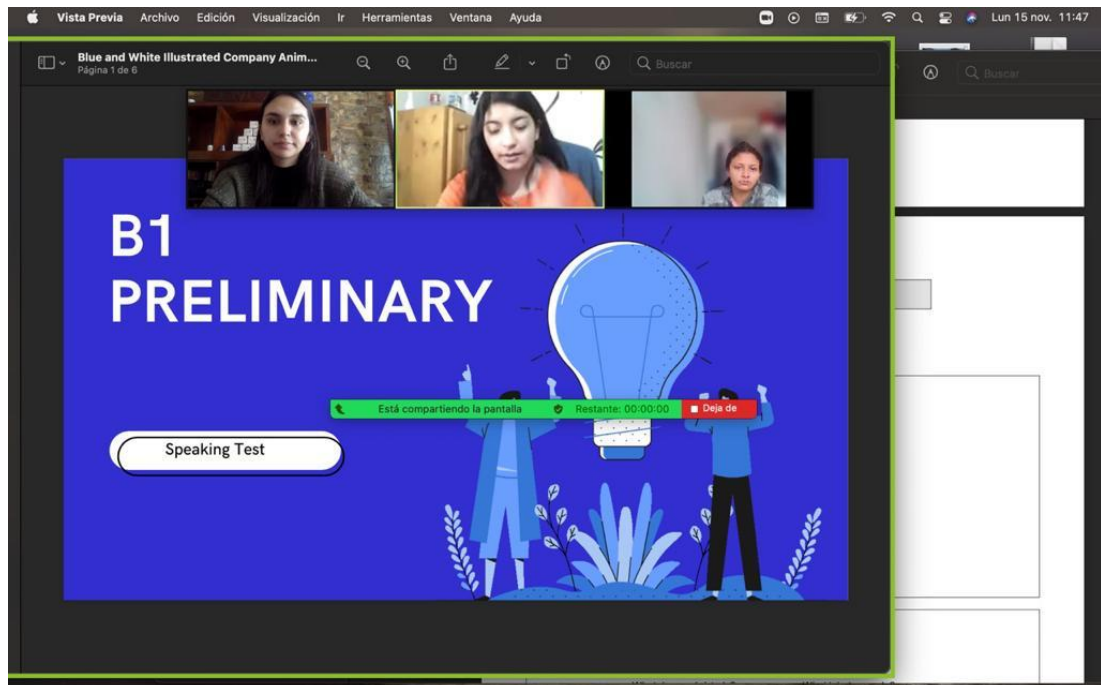 Vista Previa Archivo Edición Visualización Ir Herramientas Ventana Ayuda Lun 15 nov. 11:47
Blue and White Illustrated Company Anim...
Página 1 de 6
Buscar
Buscar
B1
PRELIMINARY
Está compartiendo la pantalla Restante: 00:00:00 Deja de
Speaking Test